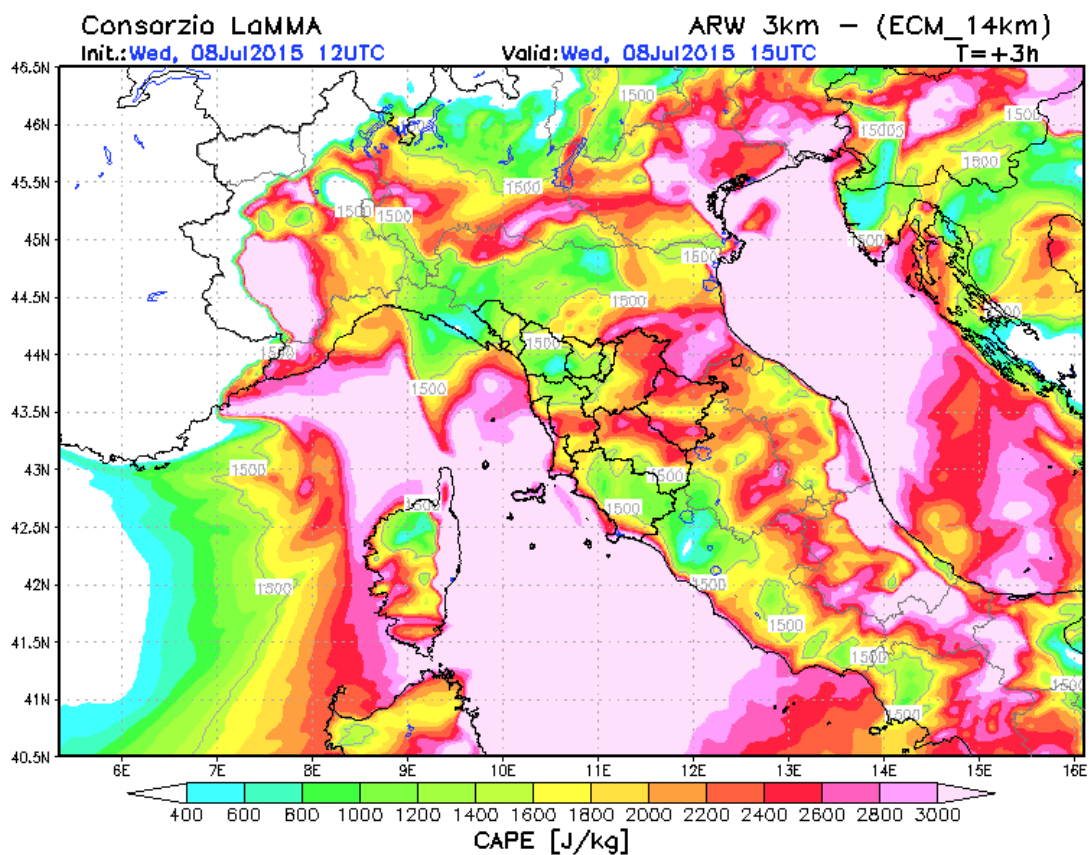 Consorzio LaMMA ARW 3km – (ECM_14km)
Init.:Wed, 08Jul2015 12UTC Valid:Wed, 08Jul2015 15UTC T=+3h
46.5N
46N
45.5N
45N
44.5N
44N
43.5N
43N
42.5N
42N
41.5N
41N
40.5N
1500 1500
1500
1500 1500
1500 1500 1500
1500
1500
1500 1500
1500
1500 1500
1500 1500
1500
1500 1500
1500 1500
1500
1500
6E 7E 8E 9E 10E 11E 12E 13E 14E 15E 16E
400 600 800 1000 1200 1400 1600 1800 2000 2200 2400 2600 2800 3000
CAPE [J/kg]